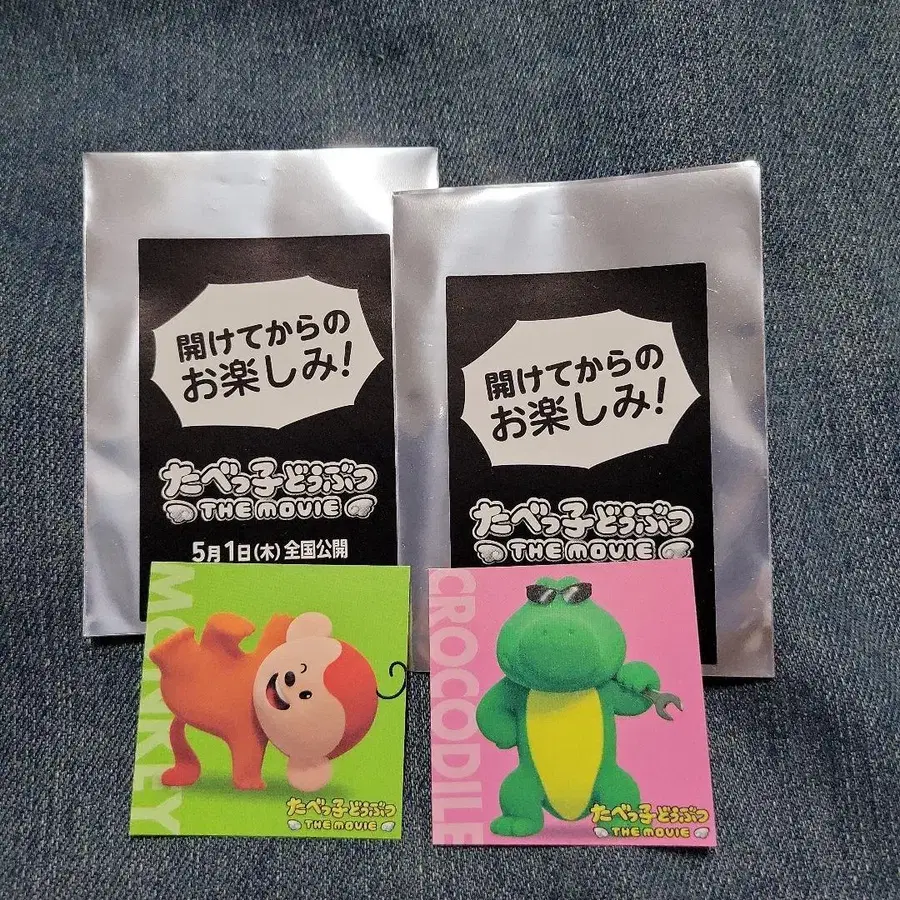 開けてからの
お楽しみ!
たべっ子どうぶつ
THE MOVIE
5月1日(木)全国公開
開けてからの
お楽しみ!
たべっ子どうぶつ
THE MOVIE
MONKEY
たべっ子どうぶつ
THE MOVIE
CROCODILE
たべっ子どうぶつ
THE MOVIE